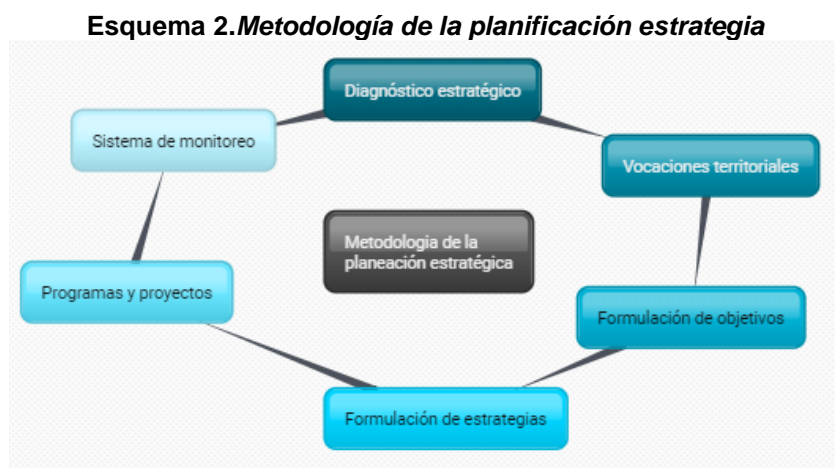 Esquema 2.Metodología de la planificación estrategia
Diagnóstico estratégico
Sistema de monitoreo
Vocaciones territoriales
Metodologia de la
planeación estratégica
Programas y proyectos
Formulación de objetivos
Formulación de estrategias